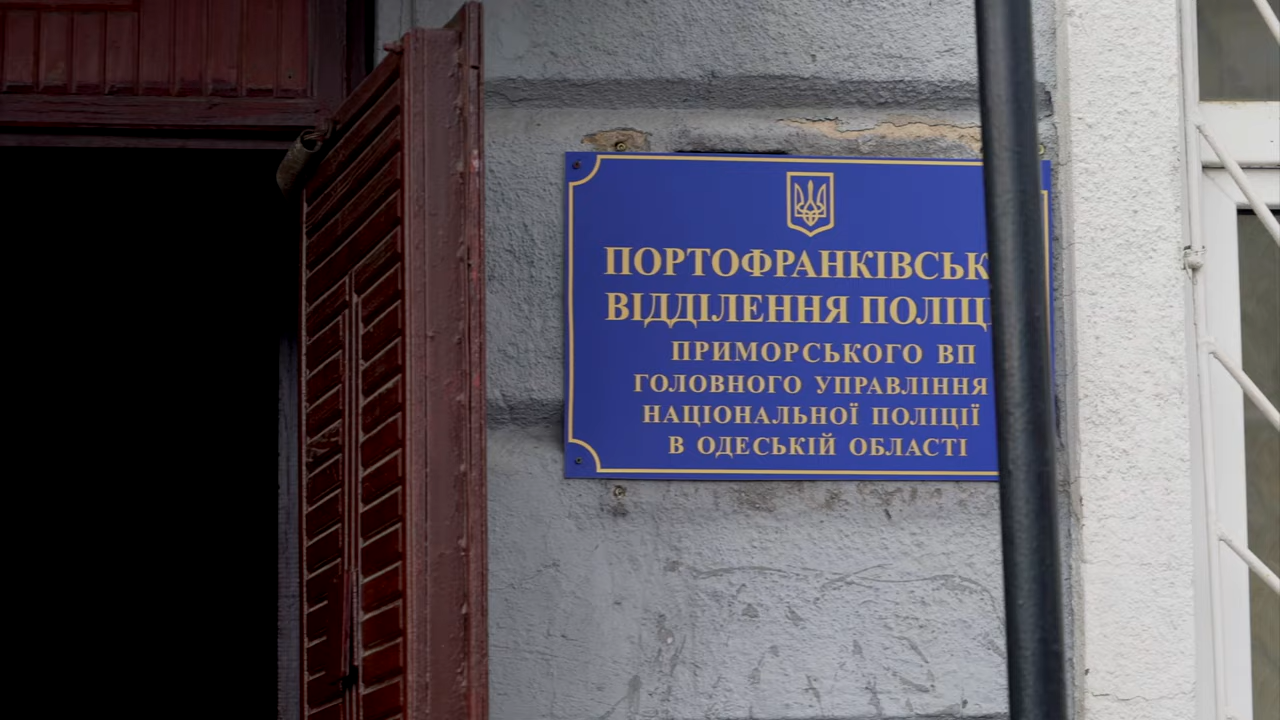 ПОРТОФРАНКІВСЬК
ВІДДІЛЕННЯ ПОЛІЦ
ПРИМОРСЬКОГО ВП
ГОЛОВНОГО УПРАВЛІННЯ
НАЦІОНАЛЬНОЇ ПОЛІЦІЇ
В ОДЕСЬКІЙ ОБЛАСТІ